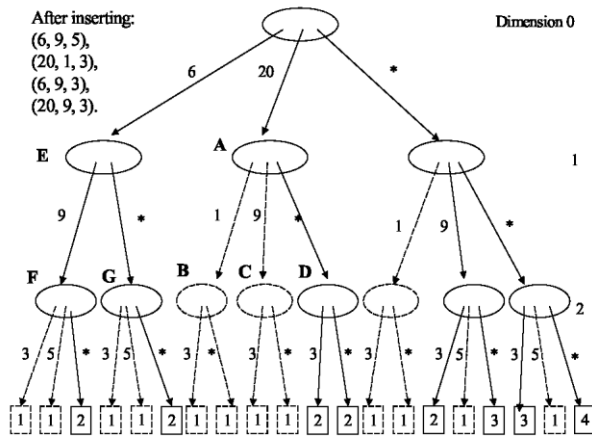 After inserting:
(6, 9, 5),
(20, 1, 3),
(6, 9, 3),
(20, 9, 3).
Dimension 0
6 20 *
E A 1
9 * 1 9 * 1 9 *
F G B C D 2
3 5 * 3 5 * 3 * 3 * 3 * 3 * 3 5 * 3 5 *
1 1 2 1 1 2 1 1 1 1 2 2 1 1 2 1 3 3 1 4